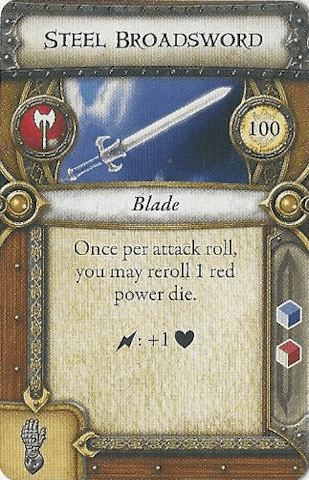 STEEL BROADSWORD
100
Blade
Once per attack roll,
you may reroll 1 red
power die.
: +1